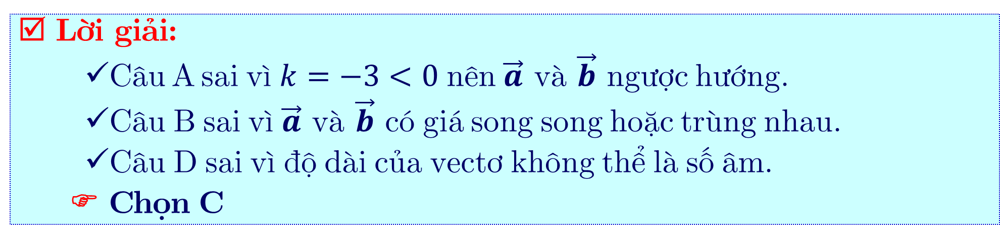 ☑ Lời giải:
✓Câu A sai vì k = −3 < 0 nên \vec{a} và \vec{b} ngược hướng.
✓Câu B sai vì \vec{a} và \vec{b} có giá song song hoặc trùng nhau.
✓Câu D sai vì độ dài của vectơ không thể là số âm.
☞ Chọn C